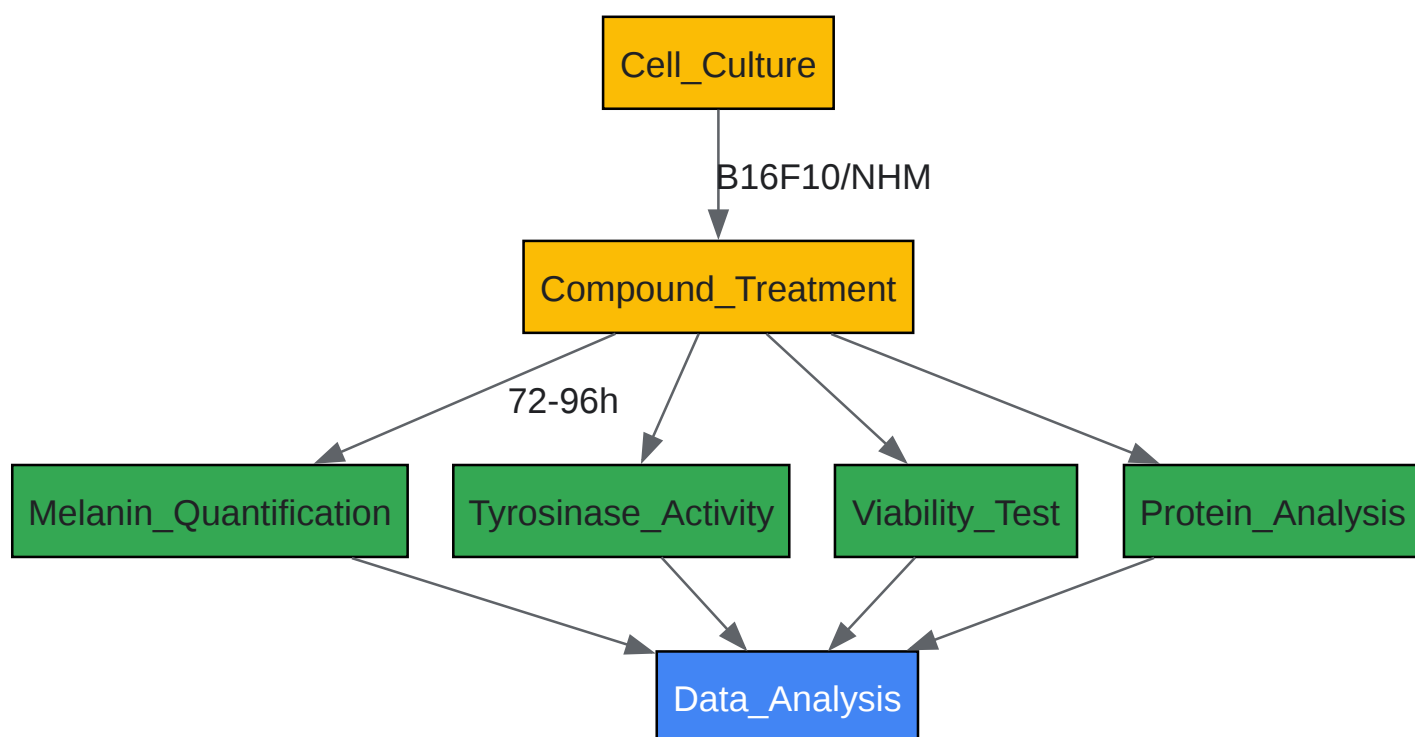 Cell_Culture
B16F10/NHM
Compound_Treatment
72-96h
Melanin_Quantification
Tyrosinase_Activity
Viability_Test
Protein_Analysis
Data_Analysis